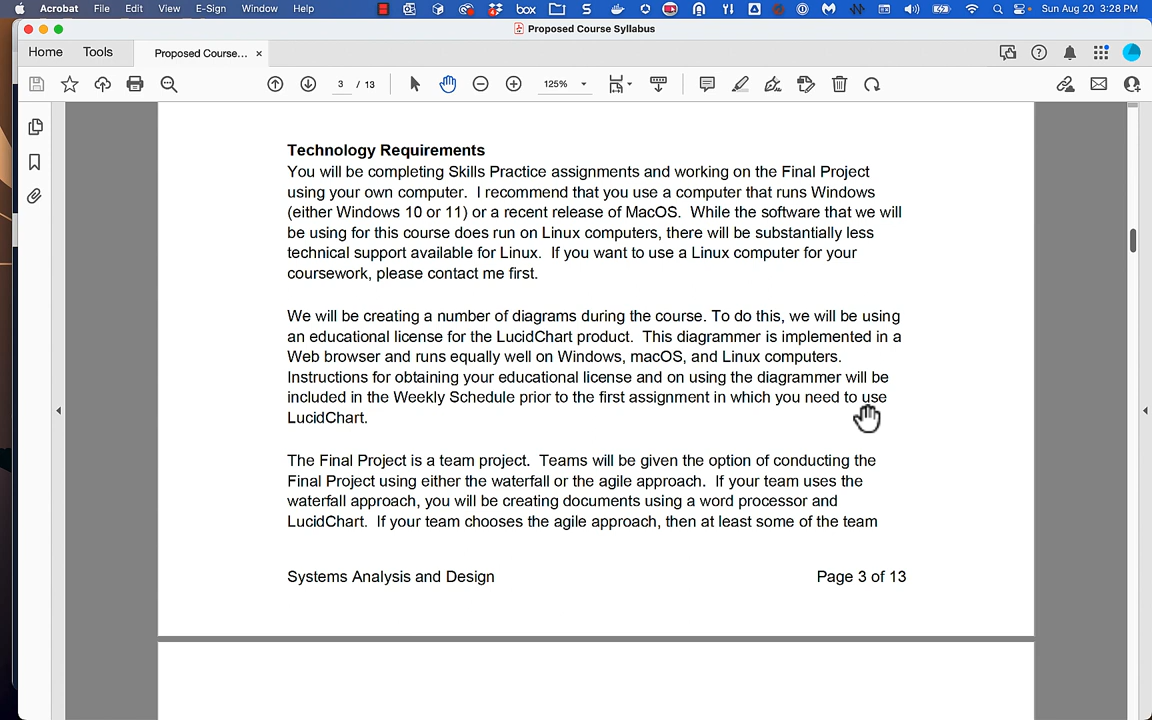 Acrobat File Edit View E-Sign Window Help box Sun Aug 20 3:28 PM
Proposed Course Syllabus
Home Tools Proposed Course... ×
3 / 13 125%
Technology Requirements
You will be completing Skills Practice assignments and working on the Final Project
using your own computer. I recommend that you use a computer that runs Windows
(either Windows 10 or 11) or a recent release of MacOS. While the software that we will
be using for this course does run on Linux computers, there will be substantially less
technical support available for Linux. If you want to use a Linux computer for your
coursework, please contact me first.
We will be creating a number of diagrams during the course. To do this, we will be using
an educational license for the LucidChart product. This diagrammer is implemented in a
Web browser and runs equally well on Windows, macOS, and Linux computers.
Instructions for obtaining your educational license and on using the diagrammer will be
included in the Weekly Schedule prior to the first assignment in which you need to use
LucidChart.
The Final Project is a team project. Teams will be given the option of conducting the
Final Project using either the waterfall or the agile approach. If your team uses the
waterfall approach, you will be creating documents using a word processor and
LucidChart. If your team chooses the agile approach, then at least some of the team
Systems Analysis and Design Page 3 of 13